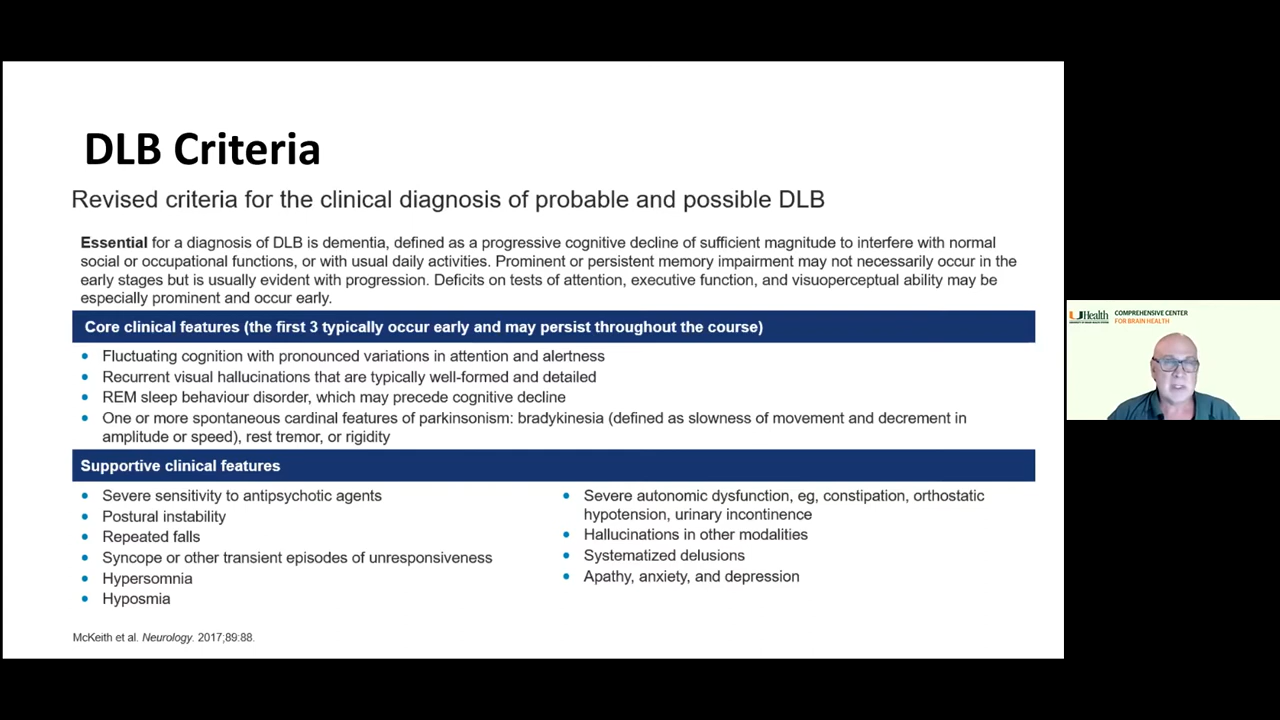 DLB Criteria
Revised criteria for the clinical diagnosis of probable and possible DLB
Essential for a diagnosis of DLB is dementia, defined as a progressive cognitive decline of sufficient magnitude to interfere with normal
social or occupational functions, or with usual daily activities. Prominent or persistent memory impairment may not necessarily occur in the
early stages but is usually evident with progression. Deficits on tests of attention, executive function, and visuoperceptual ability may be
especially prominent and occur early.
Core clinical features (the first 3 typically occur early and may persist throughout the course)
• Fluctuating cognition with pronounced variations in attention and alertness
• Recurrent visual hallucinations that are typically well-formed and detailed
• REM sleep behaviour disorder, which may precede cognitive decline
• One or more spontaneous cardinal features of parkinsonism: bradykinesia (defined as slowness of movement and decrement in
amplitude or speed), rest tremor, or rigidity
Supportive clinical features
• Severe sensitivity to antipsychotic agents
• Postural instability
• Repeated falls
• Syncope or other transient episodes of unresponsiveness
• Hypersomnia
• Hyposmia
• Severe autonomic dysfunction, eg, constipation, orthostatic
hypotension, urinary incontinence
• Hallucinations in other modalities
• Systematized delusions
• Apathy, anxiety, and depression
McKeith et al. Neurology. 2017;89:88.
UHealth
COMPREHENSIVE CENTER
FOR BRAIN HEALTH